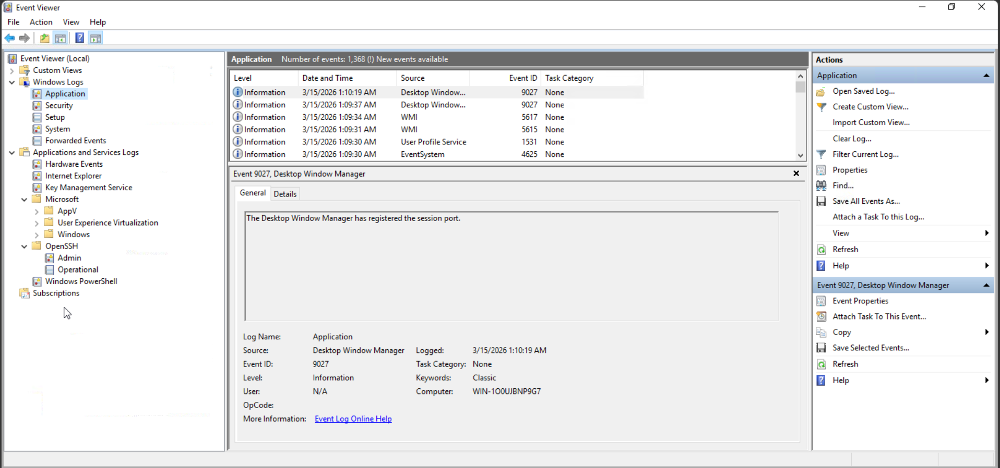 Event Viewer
File Action View Help
Event Viewer (Local)
Custom Views
Windows Logs
Application
Security
Setup
System
Forwarded Events
Applications and Services Logs
Hardware Events
Internet Explorer
Key Management Service
Microsoft
AppV
User Experience Virtualization
Windows
OpenSSH
Admin
Operational
Windows PowerShell
Subscriptions
Application Number of events: 1,368 (!) New events available
Level Date and Time Source Event ID Task Category
Information 3/15/2026 1:10:19 AM Desktop Window... 9027 None
Information 3/15/2026 1:09:37 AM Desktop Window... 9027 None
Information 3/15/2026 1:09:34 AM WMI 5617 None
Information 3/15/2026 1:09:31 AM WMI 5615 None
Information 3/15/2026 1:09:30 AM User Profile Service 1531 None
Information 3/15/2026 1:09:30 AM EventSystem 4625 None
Event 9027, Desktop Window Manager
General Details
The Desktop Window Manager has registered the session port.
Log Name: Application
Source: Desktop Window Manager Logged: 3/15/2026 1:10:19 AM
Event ID: 9027 Task Category: None
Level: Information Keywords: Classic
User: N/A Computer: WIN-1O0UJBNP9G7
OpCode:
More Information: Event Log Online Help
Actions
Application
Open Saved Log...
Create Custom View...
Import Custom View...
Clear Log...
Filter Current Log...
Properties
Find...
Save All Events As...
Attach a Task To this Log...
View
Refresh
Help
Event 9027, Desktop Window Manager
Event Properties
Attach Task To This Event...
Copy
Save Selected Events...
Refresh
Help